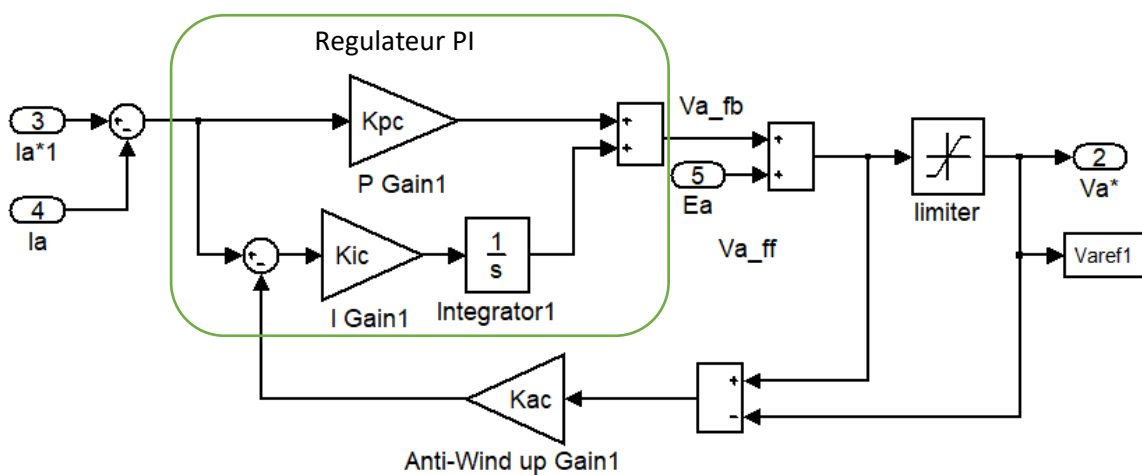 Regulateur PI
3
Ia*1
4
Ia
+
-
Kpc
P Gain1
+
-
Kic
I Gain1
1
s
Integrator1
+
+
Va_fb
5
Ea
+
+
Va_ff
limiter
2
Va*
Varef1
+
-
Kac
Anti-Wind up Gain1